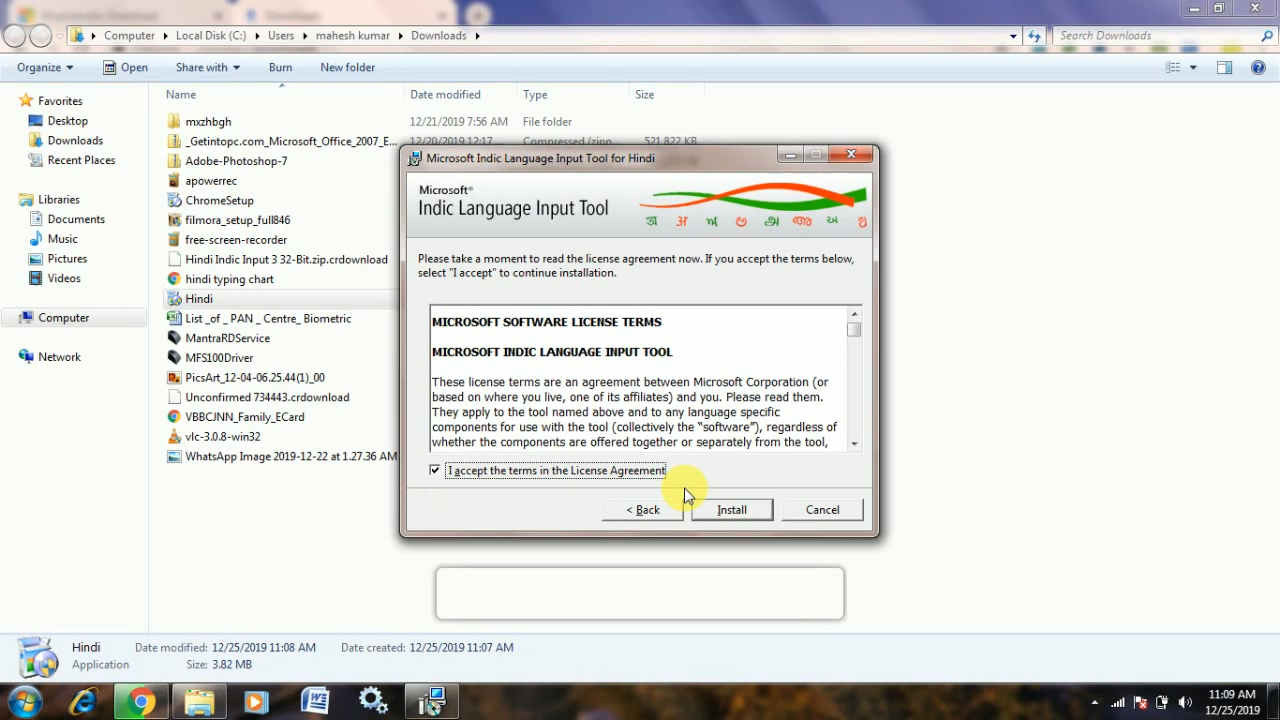 Computer ▸ Local Disk (C:) ▸ Users ▸ mahesh kumar ▸ Downloads ▸
Search Downloads
Organize Open Share with Burn New folder
Favorites
Desktop
Downloads
Recent Places
Libraries
Documents
Music
Pictures
Videos
Computer
Network
Name Date modified Type Size
mxzhbgh 12/21/2019 7:56 AM File folder
_Getintopc.com_Microsoft_Office_2007_E... 12/20/2019 12:17 Compressed (zipp... 521,822 KB
Adobe-Photoshop-7
apowerrec
ChromeSetup
filmora_setup_full846
free-screen-recorder
Hindi Indic Input 3 32-Bit.zip.crdownload
hindi typing chart
Hindi
List _of _ PAN _ Centre_ Biometric
MantraRDService
MFS100Driver
PicsArt_12-04-06.25.44(1)_00
Unconfirmed 734443.crdownload
VBBCJNN_Family_ECard
vlc-3.0.8-win32
WhatsApp Image 2019-12-22 at 1.27.36 AM
Microsoft Indic Language Input Tool for Hindi
Microsoft®
Indic Language Input Tool
অ अ ਅ అ அ ആ અ ಅ
Please take a moment to read the license agreement now. If you accept the terms below,
select "I accept" to continue installation.
MICROSOFT SOFTWARE LICENSE TERMS
MICROSOFT INDIC LANGUAGE INPUT TOOL
These license terms are an agreement between Microsoft Corporation (or
based on where you live, one of its affiliates) and you. Please read them.
They apply to the tool named above and to any language specific
components for use with the tool (collectively the “software”), regardless of
whether the components are offered together or separately from the tool,
I accept the terms in the License Agreement
< Back Install Cancel
Hindi Date modified: 12/25/2019 11:08 AM Date created: 12/25/2019 11:07 AM
Application Size: 3.82 MB
11:09 AM
12/25/2019